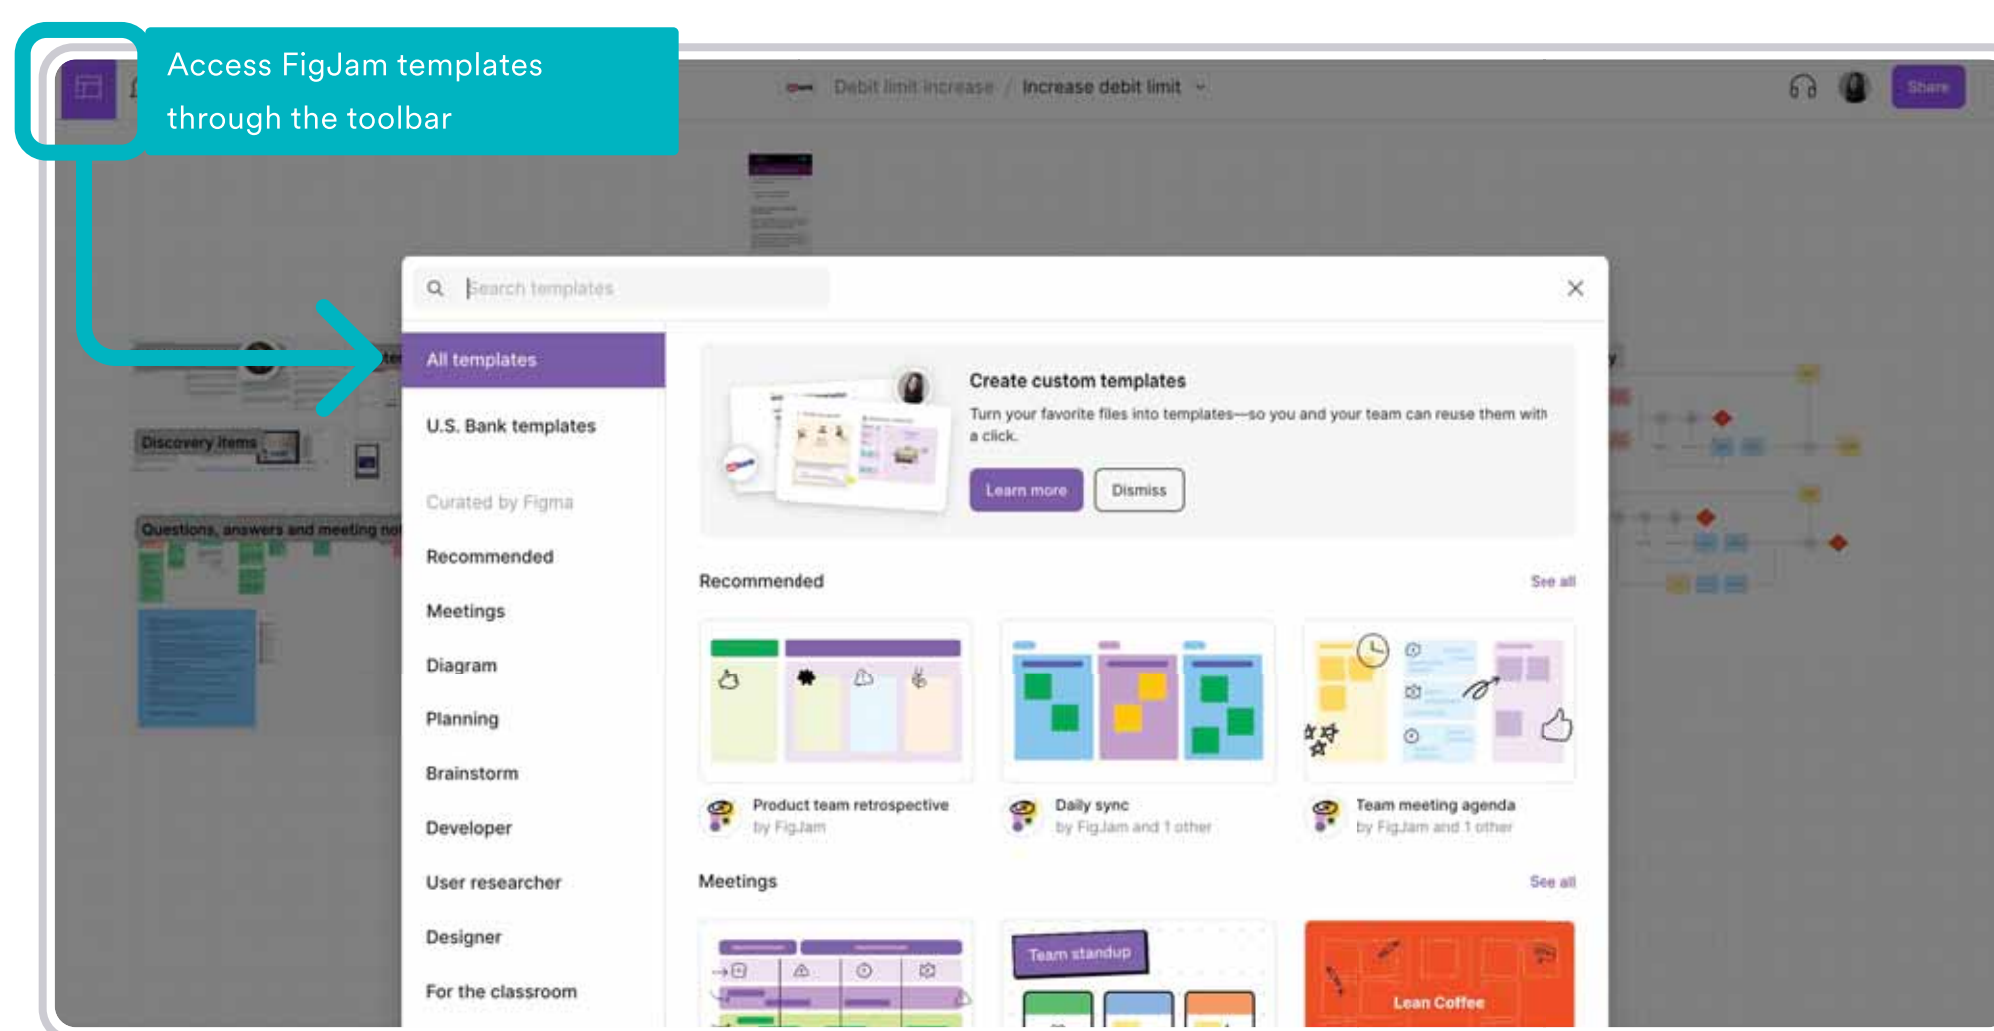 Access FigJam templates
through the toolbar
Debit limit increase / Increase debit limit
Share
Search templates
All templates
U.S. Bank templates
Curated by Figma
Recommended
Meetings
Diagram
Planning
Brainstorm
Developer
User researcher
Designer
For the classroom
Create custom templates
Turn your favorite files into templates—so you and your team can reuse them with
a click.
Learn more
Dismiss
Recommended
See all
Product team retrospective
by FigJam
Daily sync
by FigJam and 1 other
Team meeting agenda
by FigJam and 1 other
Meetings
See all
Team standup
Lean Coffee
Discovery items
Questions, answers and meeting no